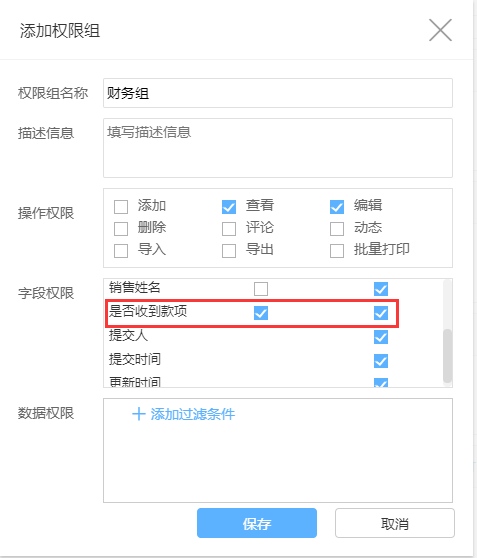 添加权限组
权限组名称 财务组
描述信息 填写描述信息
操作权限
添加 查看 编辑
删除 评论 动态
导入 导出 批量打印
字段权限
销售姓名
是否收到款项
提交人
提交时间
更新时间
数据权限
添加过滤条件
保存 取消